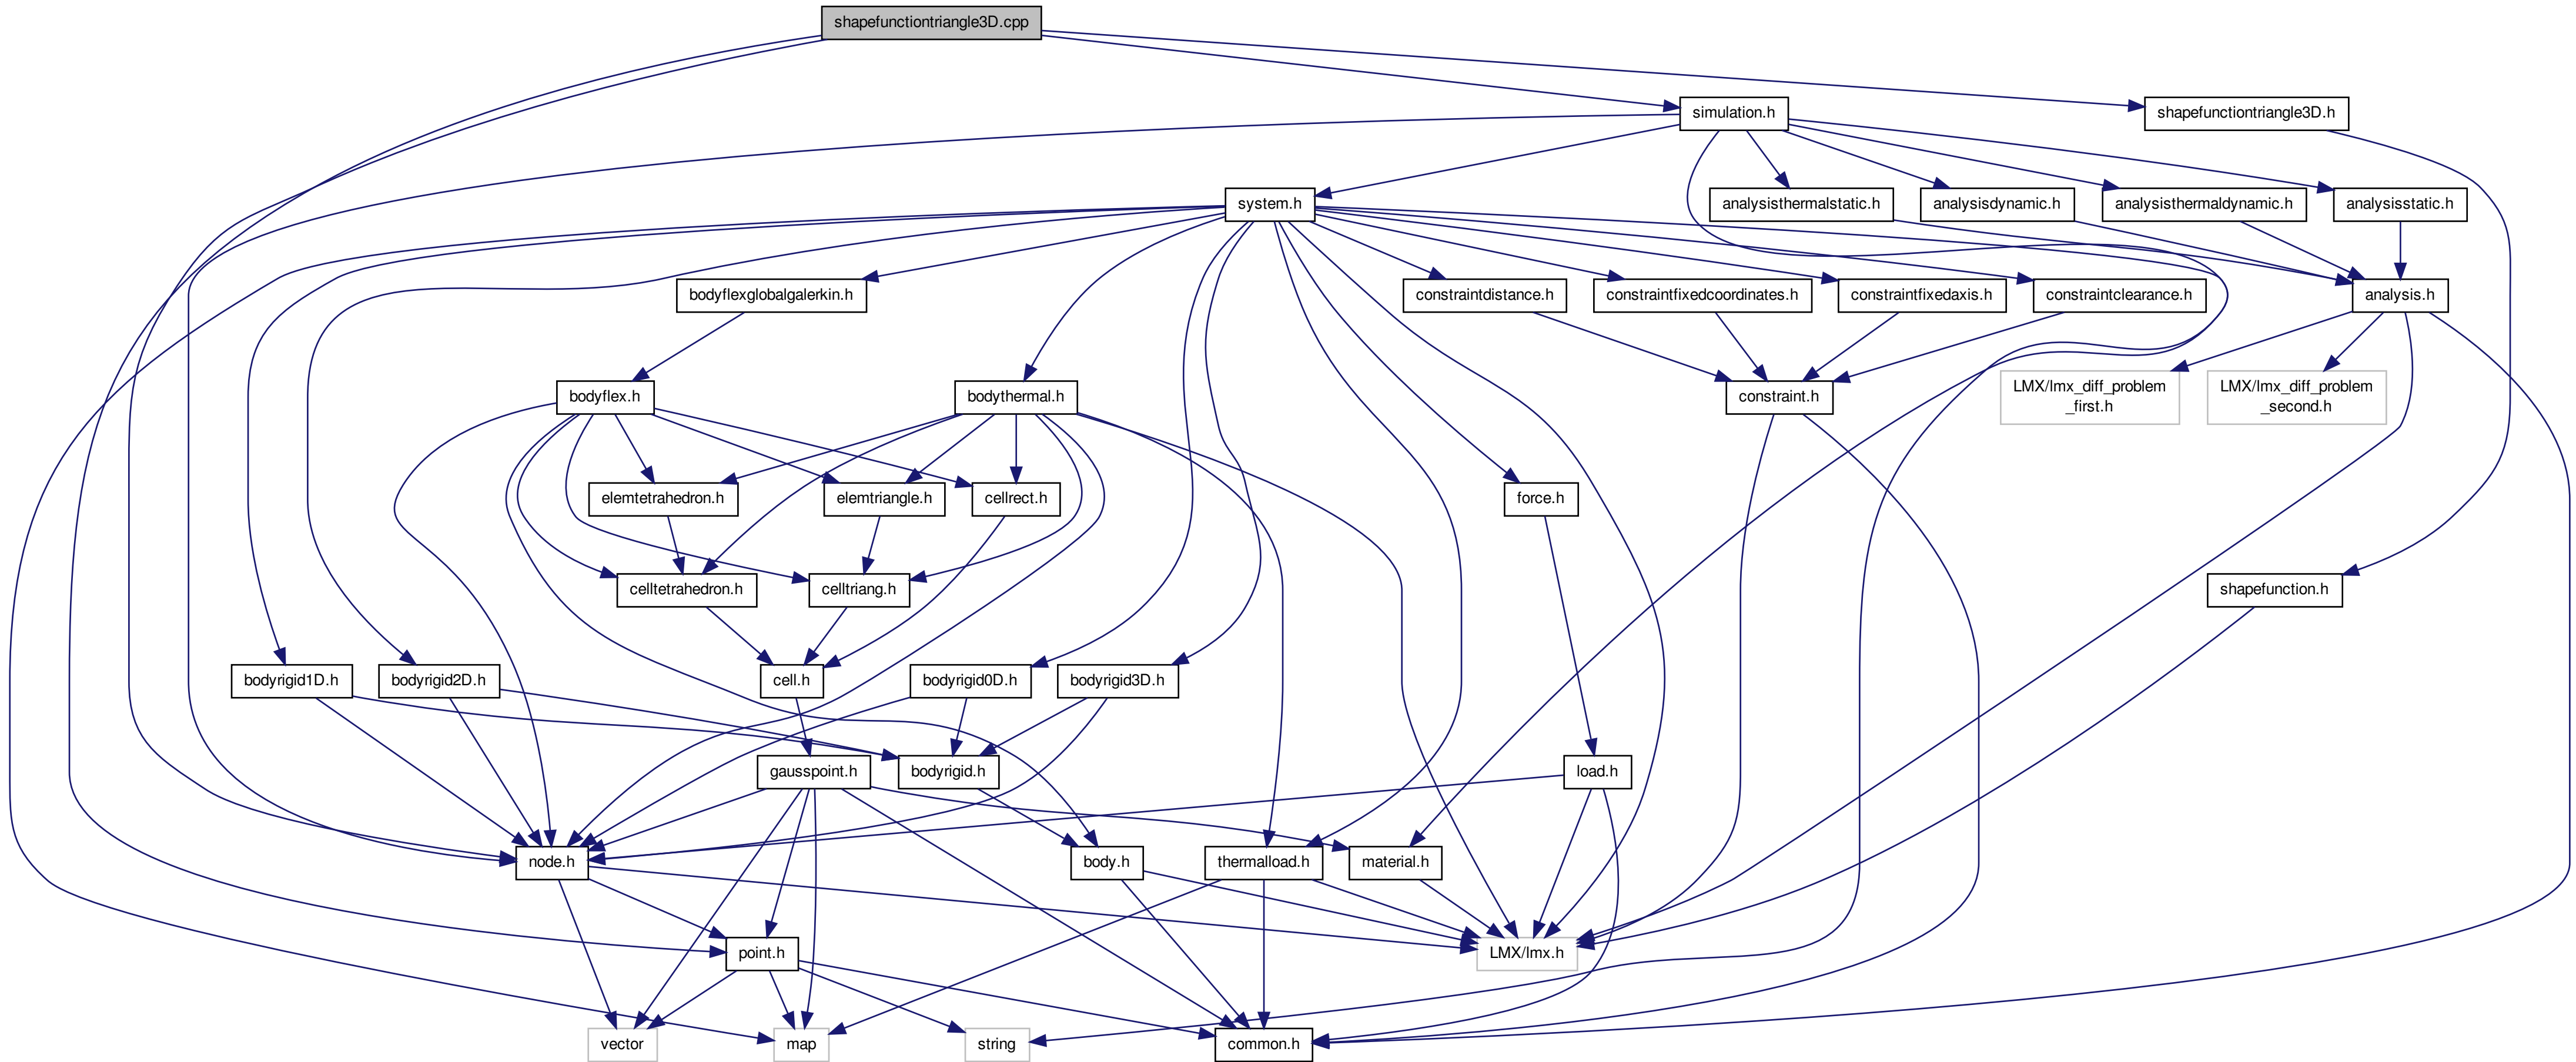 shapefunctiontriangle3D.cpp
simulation.h
shapefunctiontriangle3D.h
system.h
analysisthermalstatic.h
analysisdynamic.h
analysisthermaldynamic.h
analysisstatic.h
bodyflexglobalgalerkin.h
constraintdistance.h
constraintfixedcoordinates.h
constraintfixedaxis.h
constraintclearance.h
analysis.h
bodyflex.h
bodythermal.h
constraint.h
LMX/lmx_diff_problem
_first.h
LMX/lmx_diff_problem
_second.h
elemtetrahedron.h
elemtriangle.h
cellrect.h
force.h
celltetrahedron.h
celltriang.h
shapefunction.h
bodyrigid1D.h
bodyrigid2D.h
cell.h
bodyrigid0D.h
bodyrigid3D.h
gausspoint.h
bodyrigid.h
load.h
node.h
body.h
thermalload.h
material.h
point.h
LMX/lmx.h
vector
map
string
common.h